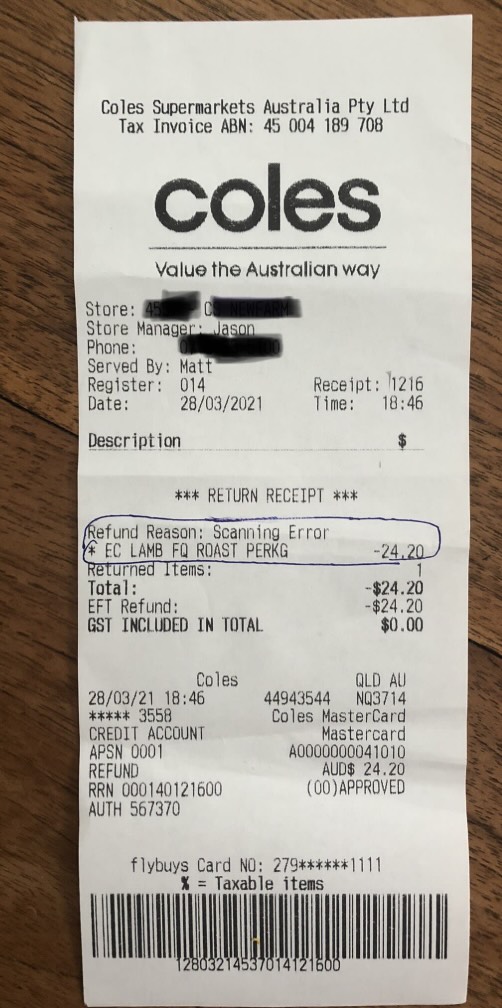 Coles Supermarkets Australia Pty Ltd
Tax Invoice ABN: 45 004 189 708
coles
Value the Australian way
Store: 45
Store Manager: Jason
Phone:
Served By: Matt
Register: 014 Receipt: 1216
Date: 28/03/2021 Time: 18:46
Description $
*** RETURN RECEIPT ***
Refund Reason: Scanning Error
* EC LAMB FQ ROAST PERKG -24.20
Returned Items: 1
Total: -$24.20
EFT Refund: -$24.20
GST INCLUDED IN TOTAL $0.00
Coles QLD AU
28/03/21 18:46 44943544 NQ3714
***** 3558 Coles MasterCard
CREDIT ACCOUNT Mastercard
APSN 0001 A0000000041010
REFUND AUD$ 24.20
RRN 000140121600 (00)APPROVED
AUTH 567370
flybuys Card NO: 279******1111
% = Taxable items
12803214537014121600